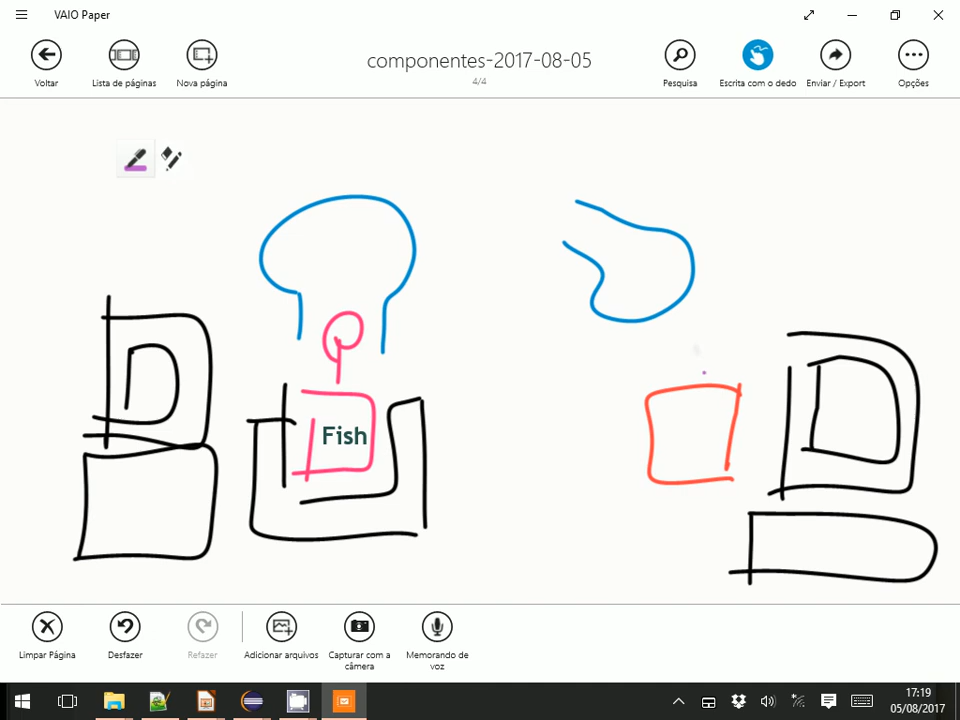 VAIO Paper
Voltar
Lista de páginas
Nova página
componentes-2017-08-05
4/4
Pesquisa
Escrita com o dedo
Enviar / Export
Opções
Fish
Limpar Página
Desfazer
Refazer
Adicionar arquivos
Capturar com a
câmera
Memorando de
voz
17:19
05/08/2017